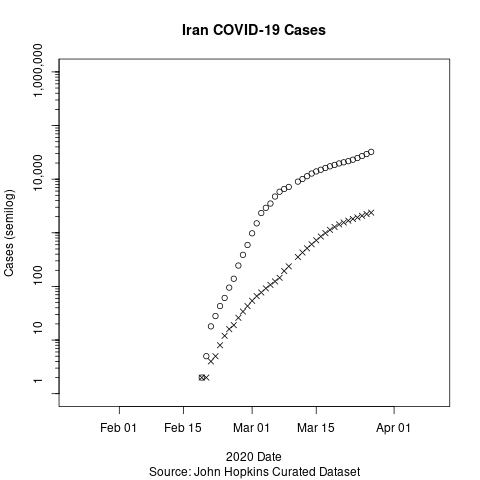 Iran COVID-19 Cases
Cases (semilog)
1,000,000
10,000
100
10
1
Feb 01 Feb 15 Mar 01 Mar 15 Apr 01
2020 Date
Source: John Hopkins Curated Dataset